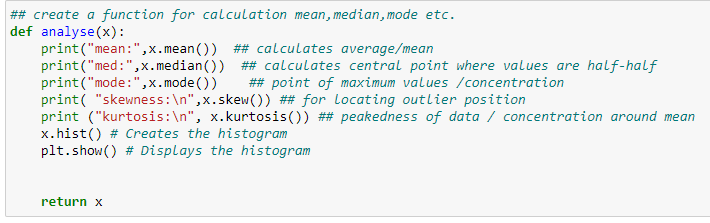 ## create a function for calculation mean,median,mode etc.
def analyse(x):
    print("mean:",x.mean())  ## calculates average/mean
    print("med:",x.median())  ## calculates central point where values are half-half
    print("mode:",x.mode())    ## point of maximum values /concentration
    print( "skewness:\n",x.skew()) ## for Locating outlier position
    print ("kurtosis:\n", x.kurtosis()) ## peakedness of data / concentration around mean
    x.hist() # Creates the histogram
    plt.show() # Displays the histogram
    return x